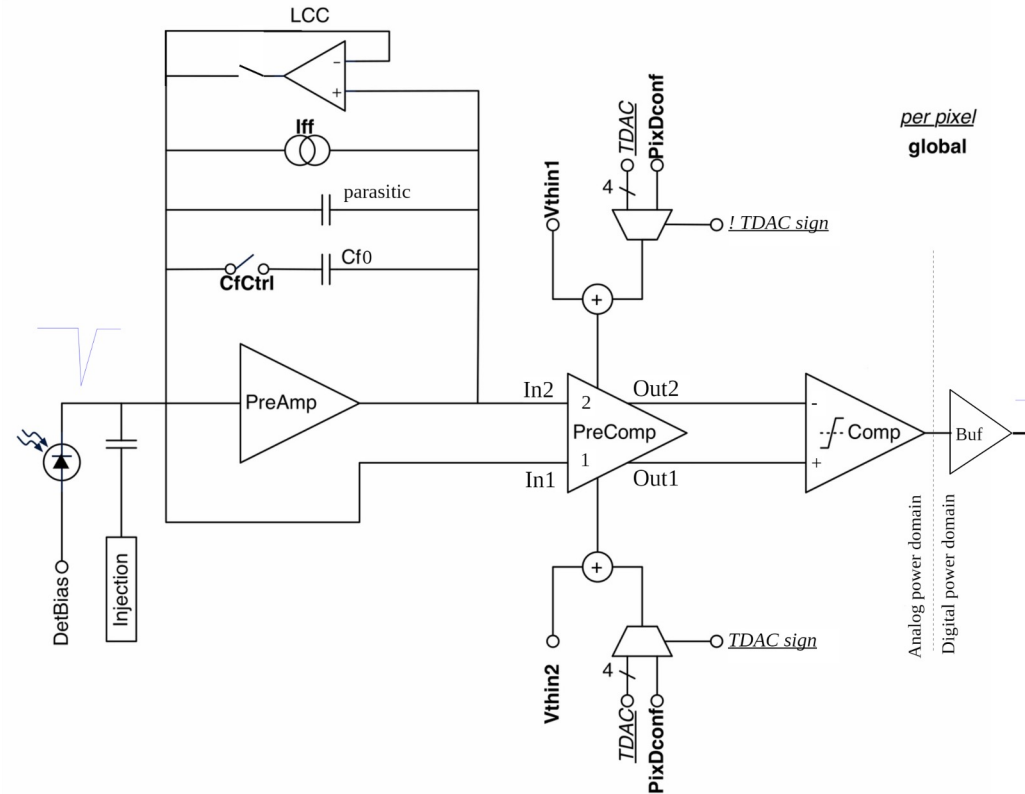 LCC
-
+
Iff
parasitic
Cf0
CfCtrl
TDAC
PixDconf
4
Vthin1
! TDAC sign
per pixel
global
+
PreAmp
In2
2
Out2
PreComp
In1
1
Out1
-
Comp
+
Buf
Analog power domain
Digital power domain
DetBias
Injection
+
TDAC sign
4
Vthin2
TDAC
PixDconf